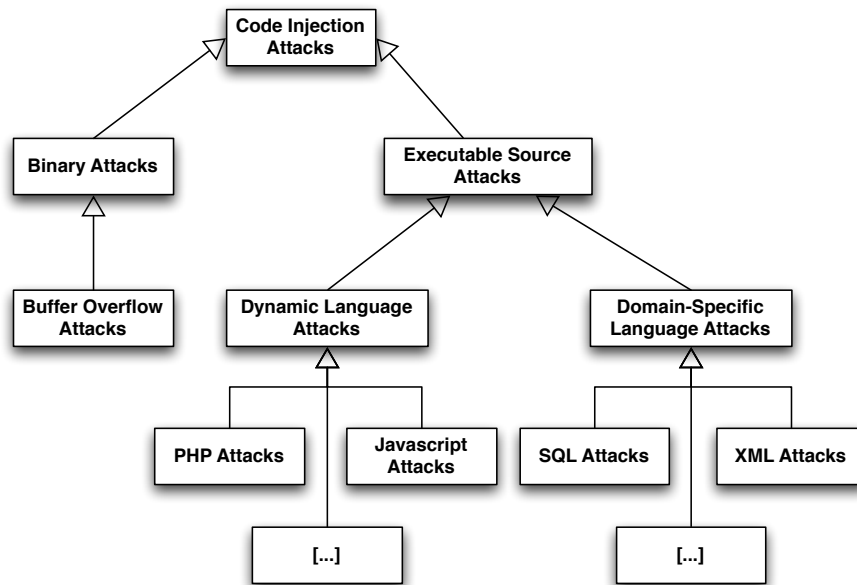 Code Injection
Attacks
Binary Attacks
Executable Source
Attacks
Buffer Overflow
Attacks
Dynamic Language
Attacks
Domain-Specific
Language Attacks
PHP Attacks
Javascript
Attacks
SQL Attacks
XML Attacks
[...]
[...]